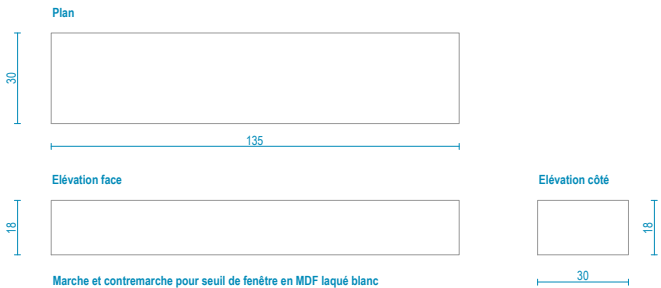 Plan
30
135
Elévation face
Elévation côté
18
18
30
Marche et contremarche pour seuil de fenêtre en MDF laqué blanc